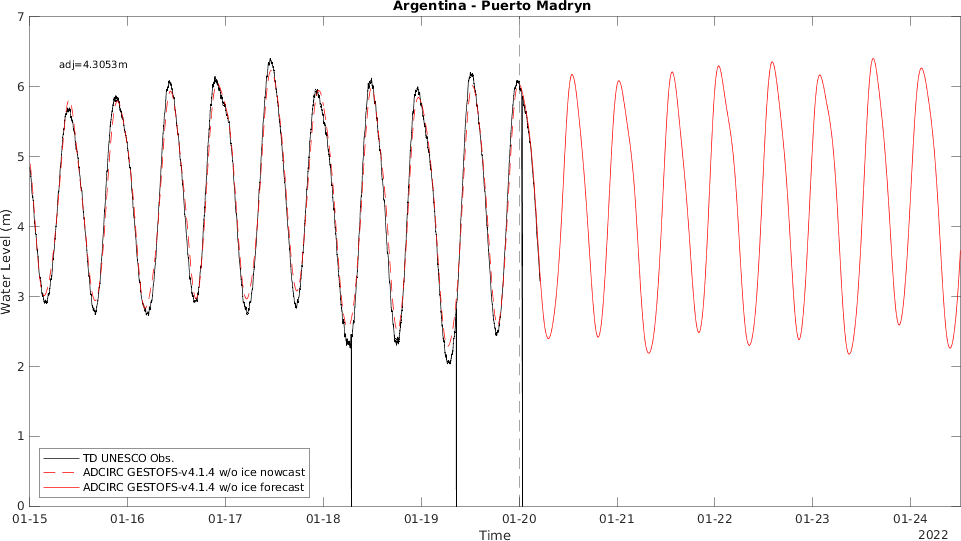 Argentina - Puerto Madryn
adj=4.3053m
7
6
5
4
3
2
1
0
Water Level (m)
TD UNESCO Obs.
ADCIRC GESTOFS-v4.1.4 w/o ice nowcast
ADCIRC GESTOFS-v4.1.4 w/o ice forecast
01-15 01-16 01-17 01-18 01-19 01-20 01-21 01-22 01-23 01-24
Time
2022